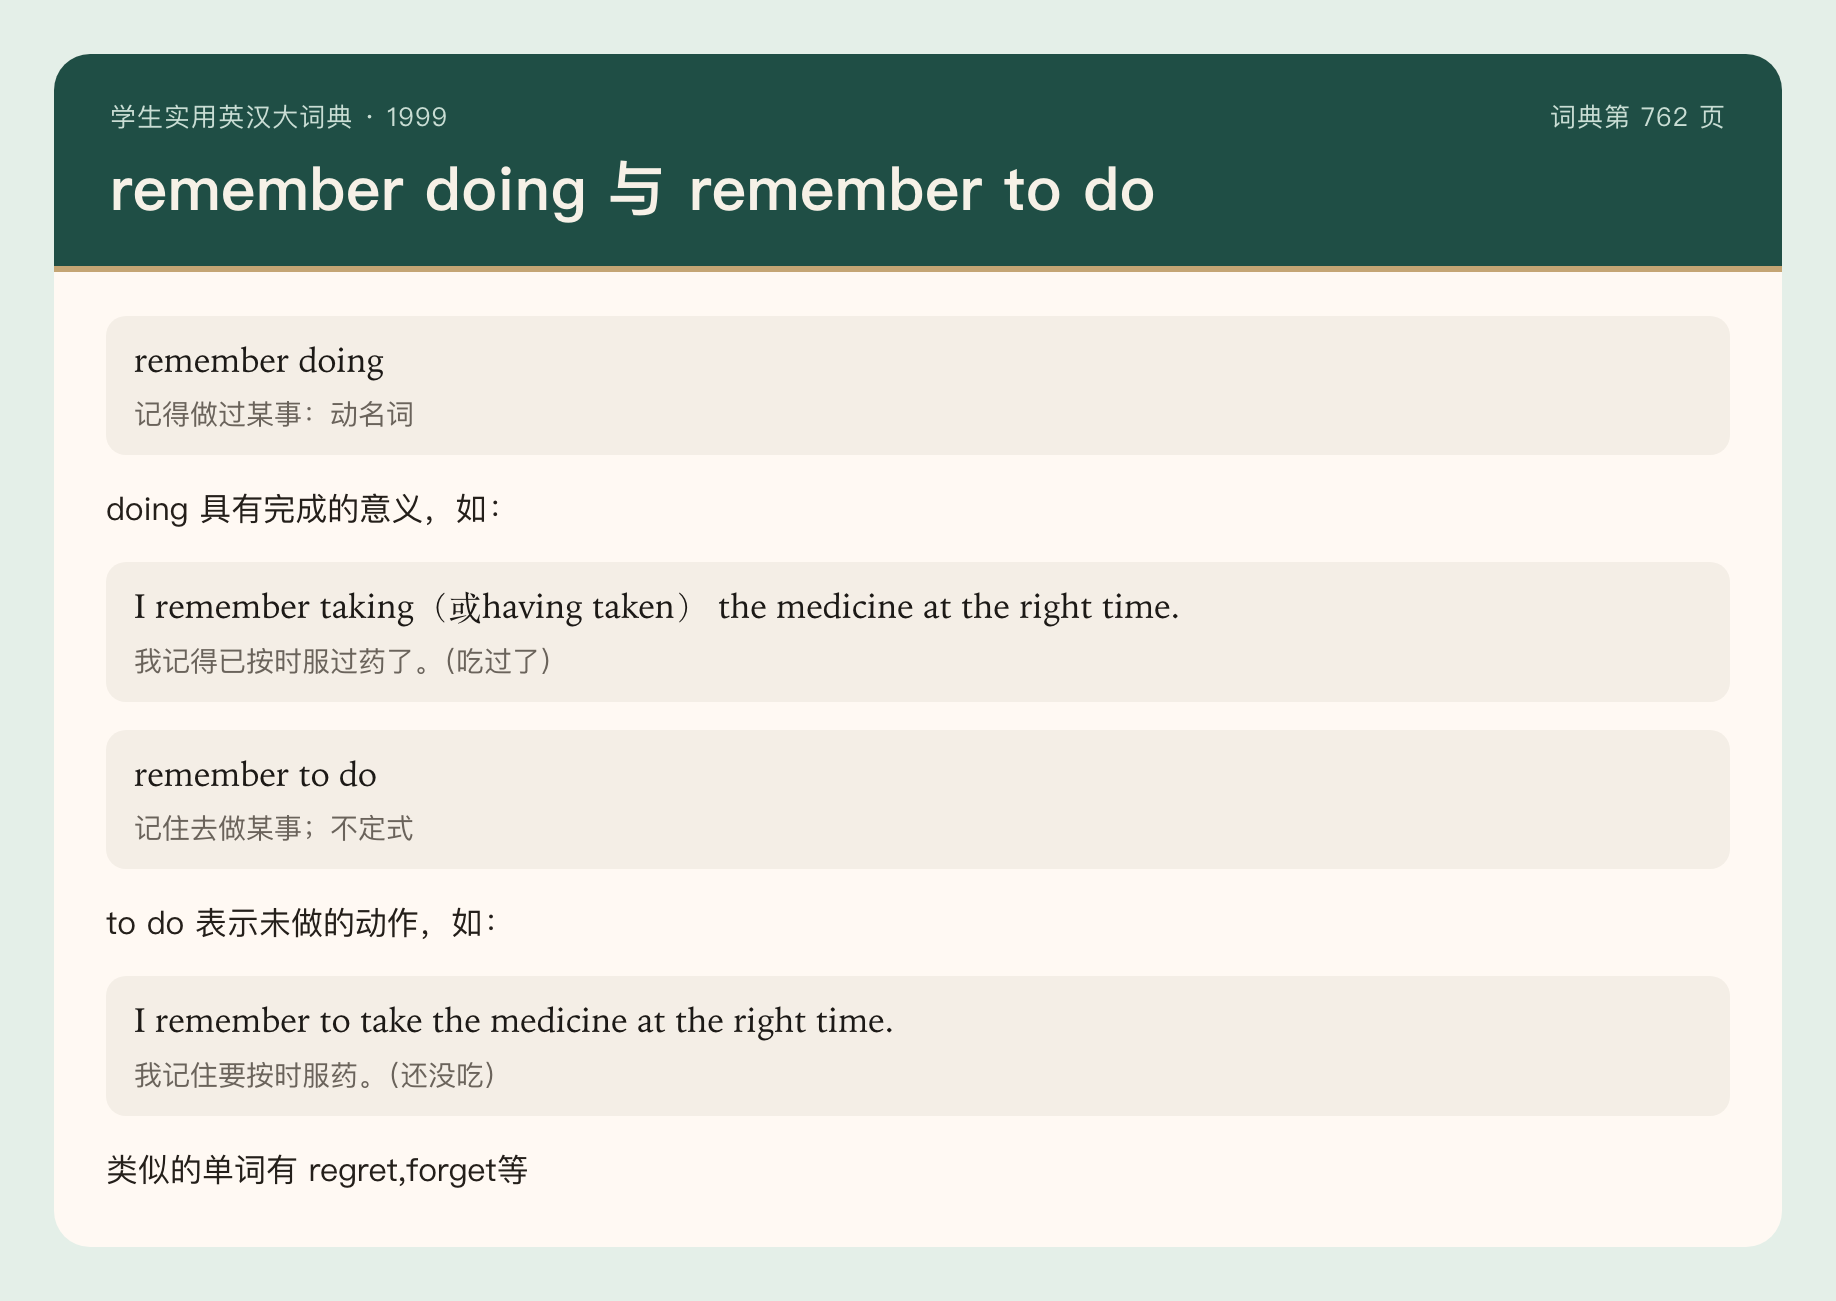 学生实用英汉大词典 · 1999
词典第 762 页
remember doing 与 remember to do
remember doing
记得做过某事：动名词
doing 具有完成的意义，如：
I remember taking（或having taken） the medicine at the right time.
我记得已按时服过药了。（吃过了）
remember to do
记住去做某事；不定式
to do 表示未做的动作，如：
I remember to take the medicine at the right time.
我记住要按时服药。（还没吃）
类似的单词有 regret,forget等